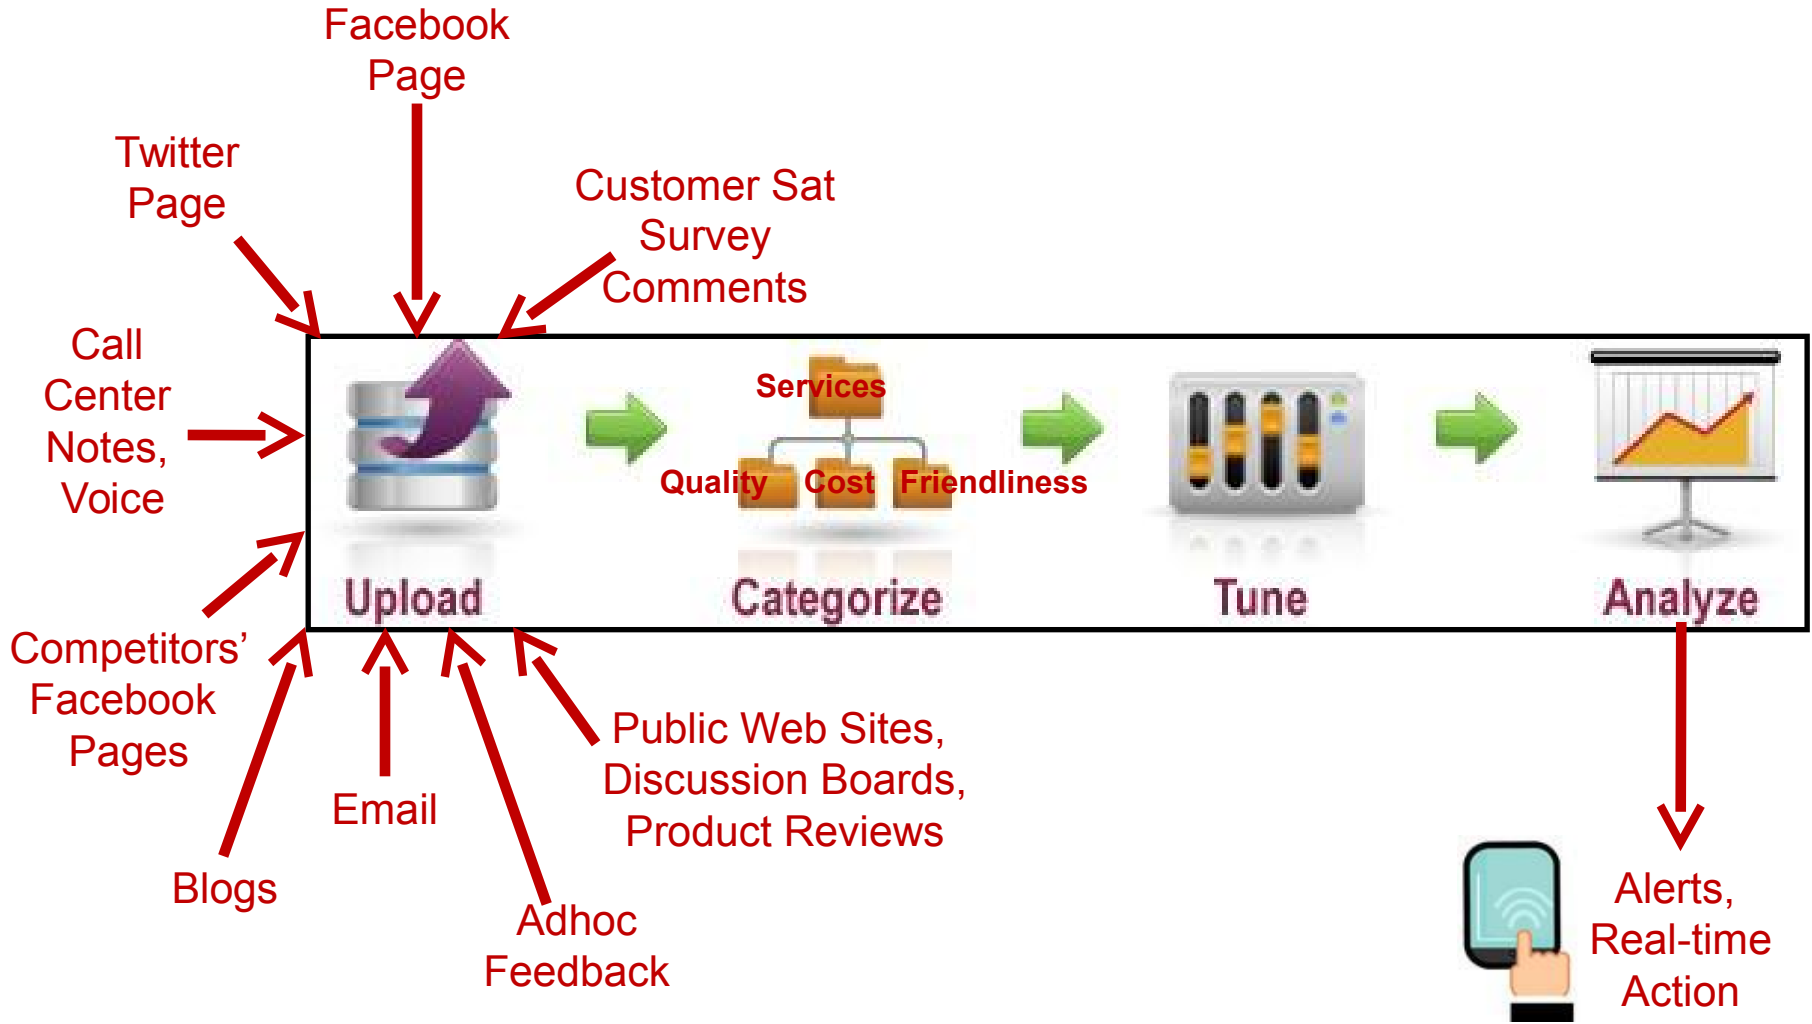 Facebook
Page
Twitter
Page
Customer Sat
Survey
Comments
Call
Center
Notes,
Voice
Services
Quality
Cost
Friendliness
Upload
Categorize
Tune
Analyze
Competitors’
Facebook
Pages
Blogs
Email
Adhoc
Feedback
Public Web Sites,
Discussion Boards,
Product Reviews
Alerts,
Real-time
Action